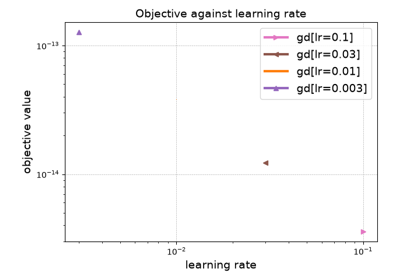 Objective against learning rate
10⁻¹³
gd[lr=0.1]
gd[lr=0.03]
gd[lr=0.01]
gd[lr=0.003]
objective value
10⁻¹⁴
10⁻²
10⁻¹
learning rate